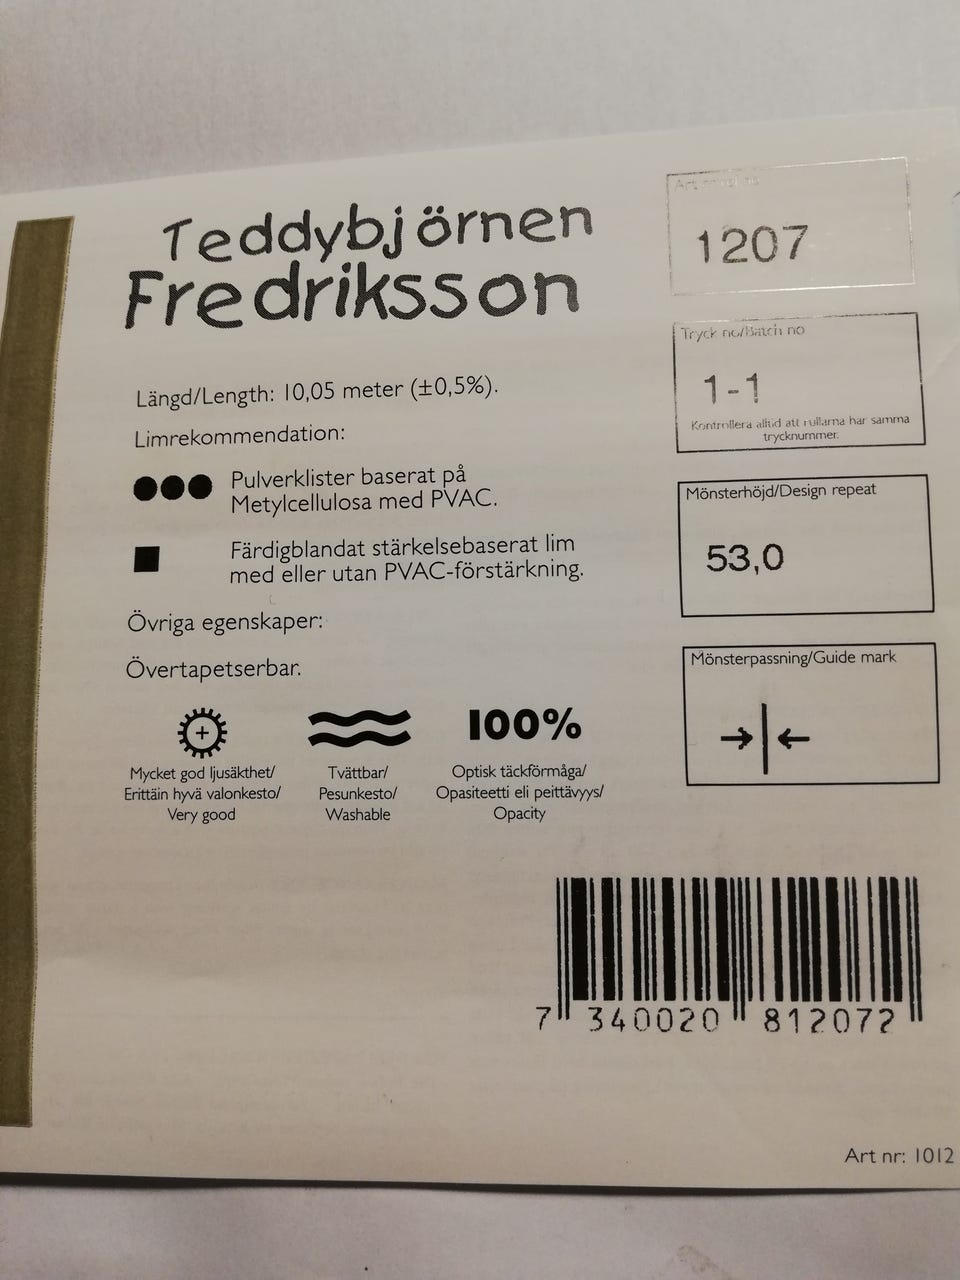 Teddybjörnen
Fredriksson
Längd/Length: 10,05 meter (±0,5%).
Limrekommendation:
Pulverklister baserat på
Metylcellulosa med PVAC.
Färdigblandat stärkelsebaserat lim
med eller utan PVAC-förstärkning.
Övriga egenskaper:
Övertapetserbar.
100%
Mycket god ljusäkthet/
Erittäin hyvä valonkesto/
Very good
Tvättbar/
Pesunkesto/
Washable
Optisk täckförmåga/
Opasiteetti eli peittävyys/
Opacity
1207
Tryck no/Batch no
1-1
Kontrollera alltid att rullarna har samma
trycknummer.
Mönsterhöjd/Design repeat
53,0
Mönsterpassning/Guide mark
7 340020 812072
Art nr: 1012